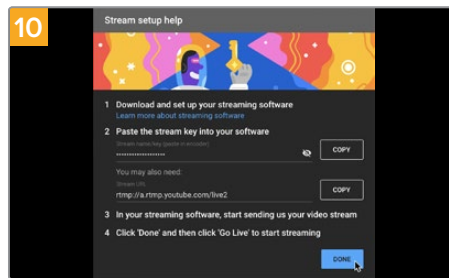 10
Stream setup help
1 Download and set up your streaming software
Learn more about streaming software
2 Paste the stream key into your software
Stream name/key (paste in encoder)
••••••••••••••••••
COPY
You may also need:
Stream URL
rtmp://a.rtmp.youtube.com/live2
COPY
3 In your streaming software, start sending us your video stream
4 Click 'Done' and then click 'Go Live' to start streaming
DONE